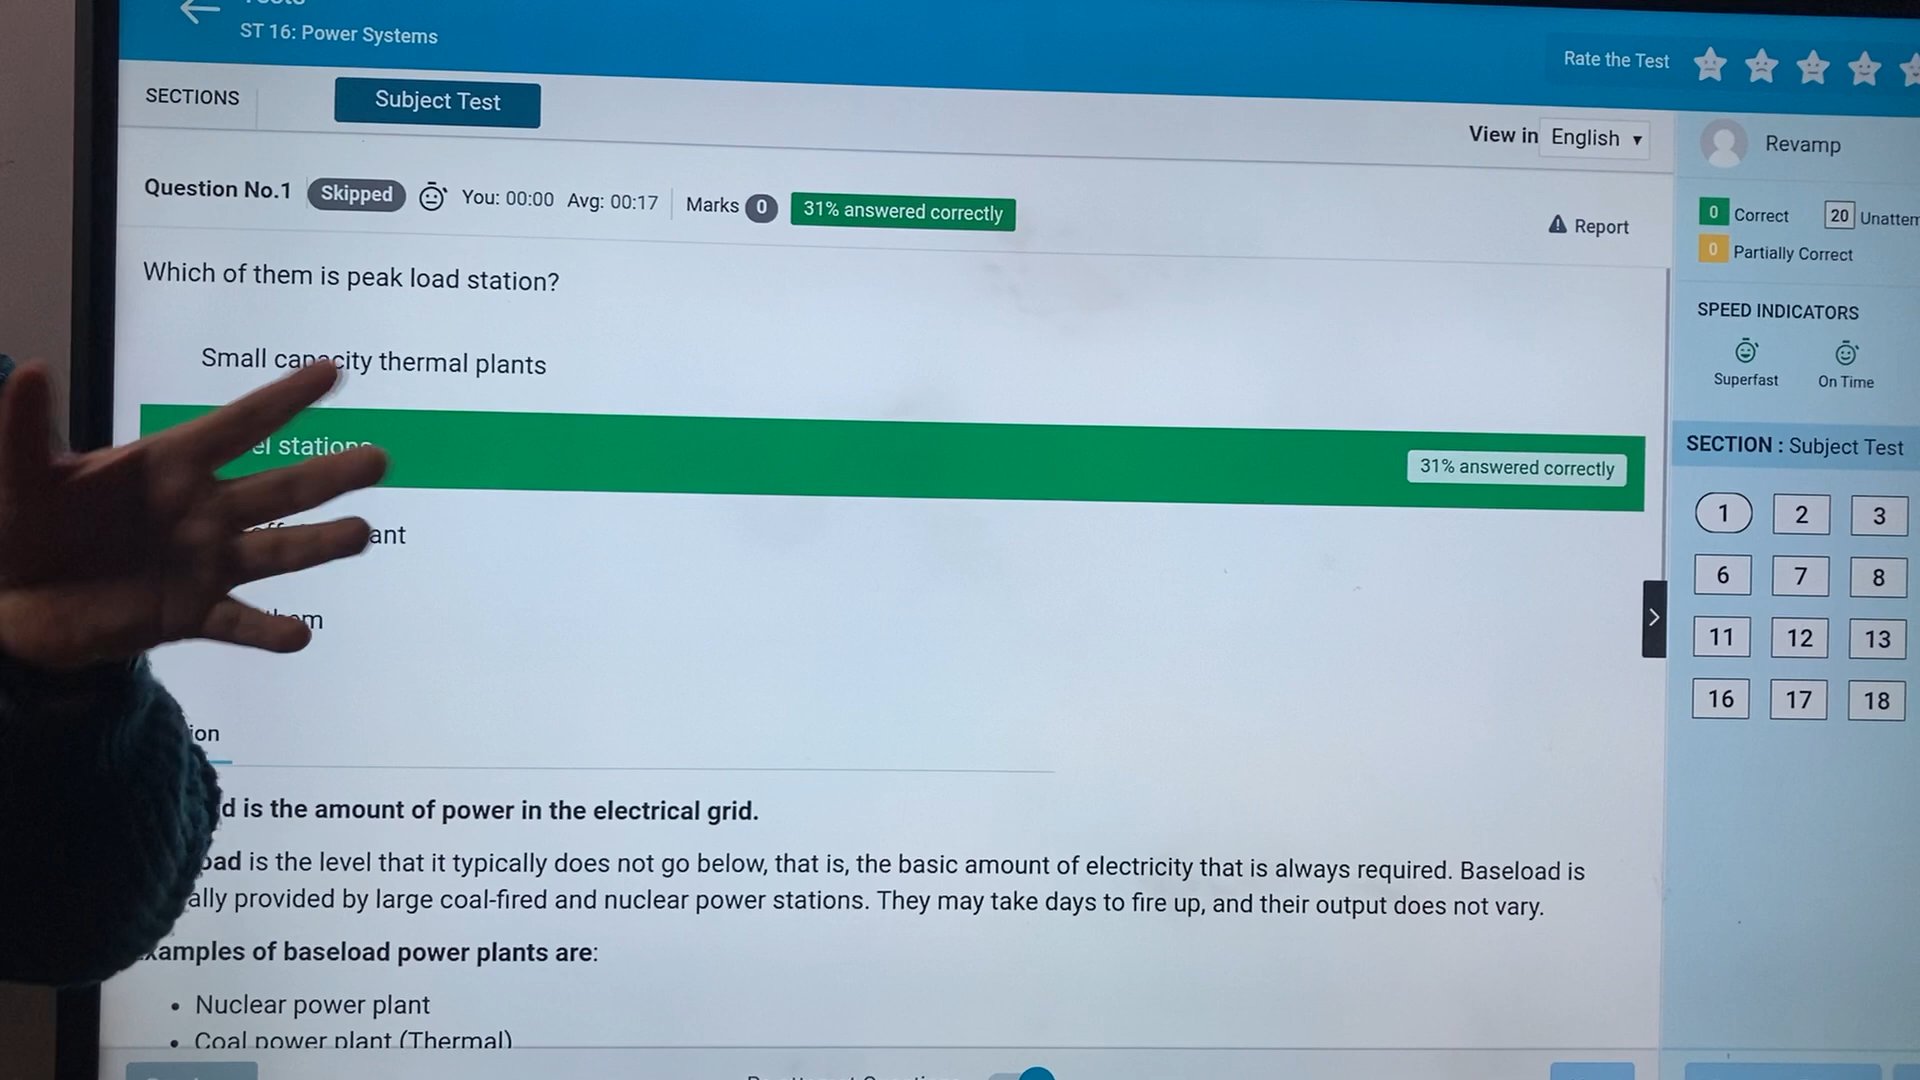 ST 16: Power Systems
Rate the Test
SECTIONS
Subject Test
View in English
Revamp
Question No.1 Skipped You: 00:00 Avg: 00:17 Marks 0 31% answered correctly
Report
0 Correct 20
0 Partially Correct
Which of them is peak load station?
SPEED INDICATORS
Superfast On Time
Small capacity thermal plants
stations
31% answered correctly
SECTION : Subject Test
1 2 3
6 7 8
11 12 13
16 17 18
is the amount of power in the electrical grid.
is the level that it typically does not go below, that is, the basic amount of electricity that is always required. Baseload is
provided by large coal-fired and nuclear power stations. They may take days to fire up, and their output does not vary.
Examples of baseload power plants are:
• Nuclear power plant
• Coal power plant (Thermal)